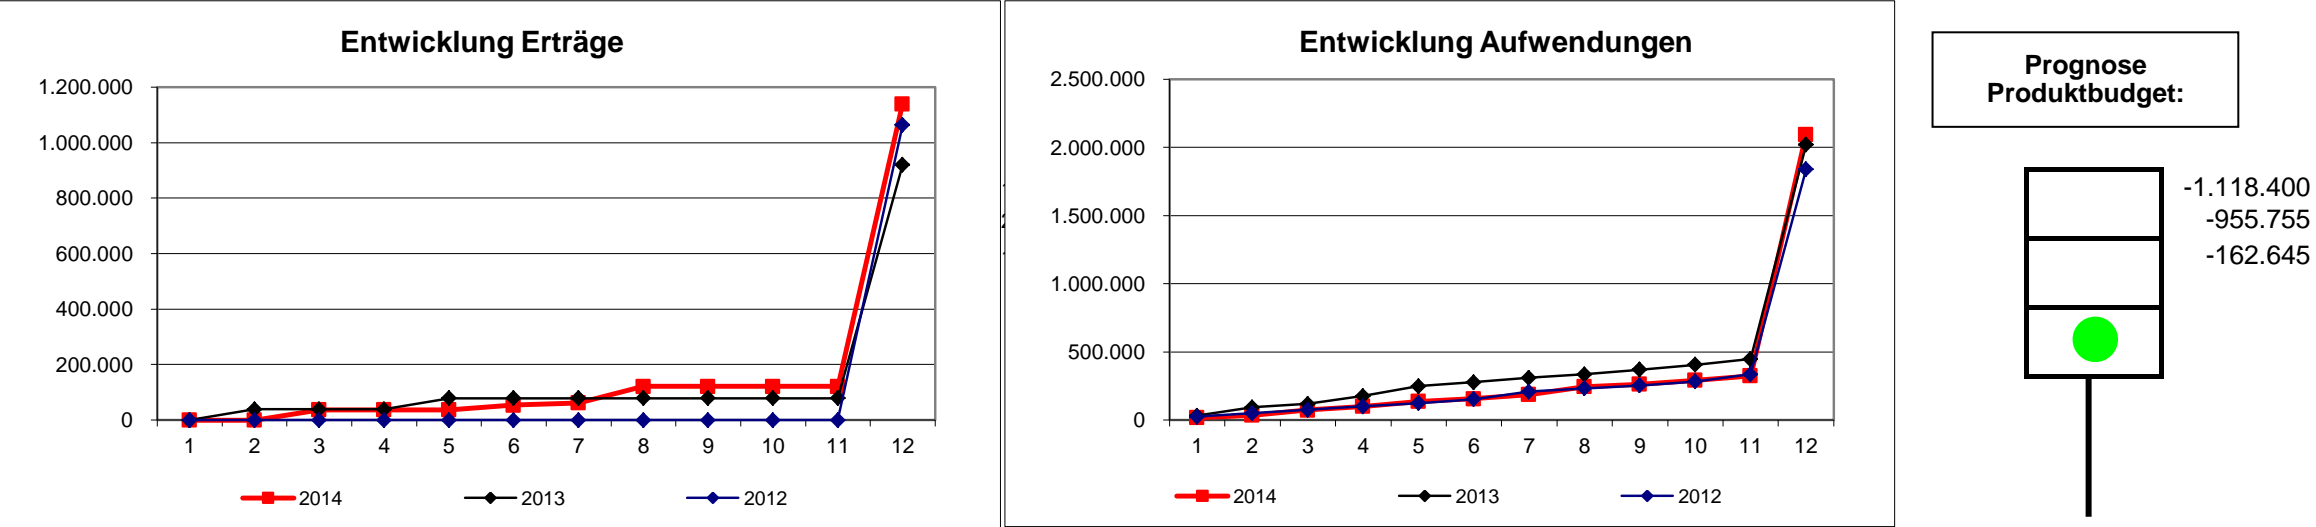 Entwicklung Erträge
1.200.000
1.000.000
800.000
600.000
400.000
200.000
0
1 2 3 4 5 6 7 8 9 10 11 12
2014 2013 2012
Entwicklung Aufwendungen
2.500.000
2.000.000
1.500.000
1.000.000
500.000
0
1 2 3 4 5 6 7 8 9 10 11 12
2014 2013 2012
Prognose
Produktbudget:
-1.118.400
-955.755
-162.645